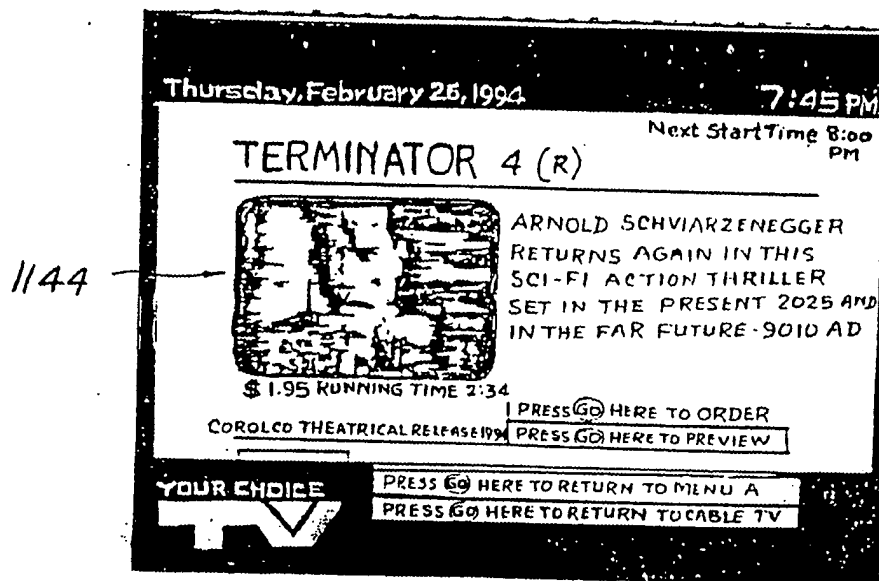 Thursday, February 26, 1994 7:45 PM
Next Start Time 8:00
PM
TERMINATOR 4 (R)
1144
ARNOLD SCHVIARZENEGGER
RETURNS AGAIN IN THIS
SCI-FI ACTION THRILLER
SET IN THE PRESENT 2025 AND
IN THE FAR FUTURE-9010 AD
$ 1.95 RUNNING TIME 2:34
COROLCO THEATRICAL RELEASE 1994
PRESS GO HERE TO ORDER
PRESS GO HERE TO PREVIEW
YOUR CHOICE
TV
PRESS GO HERE TO RETURN TO MENU A
PRESS GO HERE TO RETURN TO CABLE TV